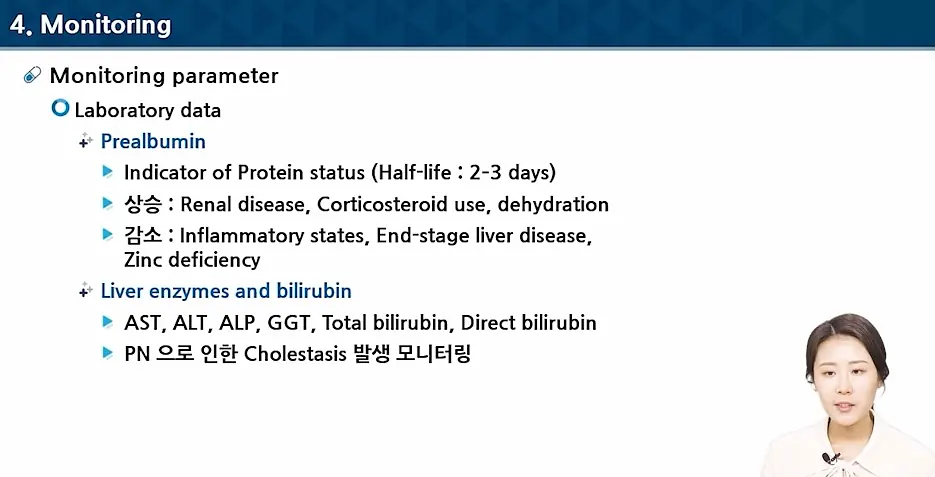 4. Monitoring
Monitoring parameter
Laboratory data
Prealbumin
Indicator of Protein status (Half-life : 2-3 days)
상승 : Renal disease, Corticosteroid use, dehydration
감소 : Inflammatory states, End-stage liver disease,
Zinc deficiency
Liver enzymes and bilirubin
AST, ALT, ALP, GGT, Total bilirubin, Direct bilirubin
PN 으로 인한 Cholestasis 발생 모니터링